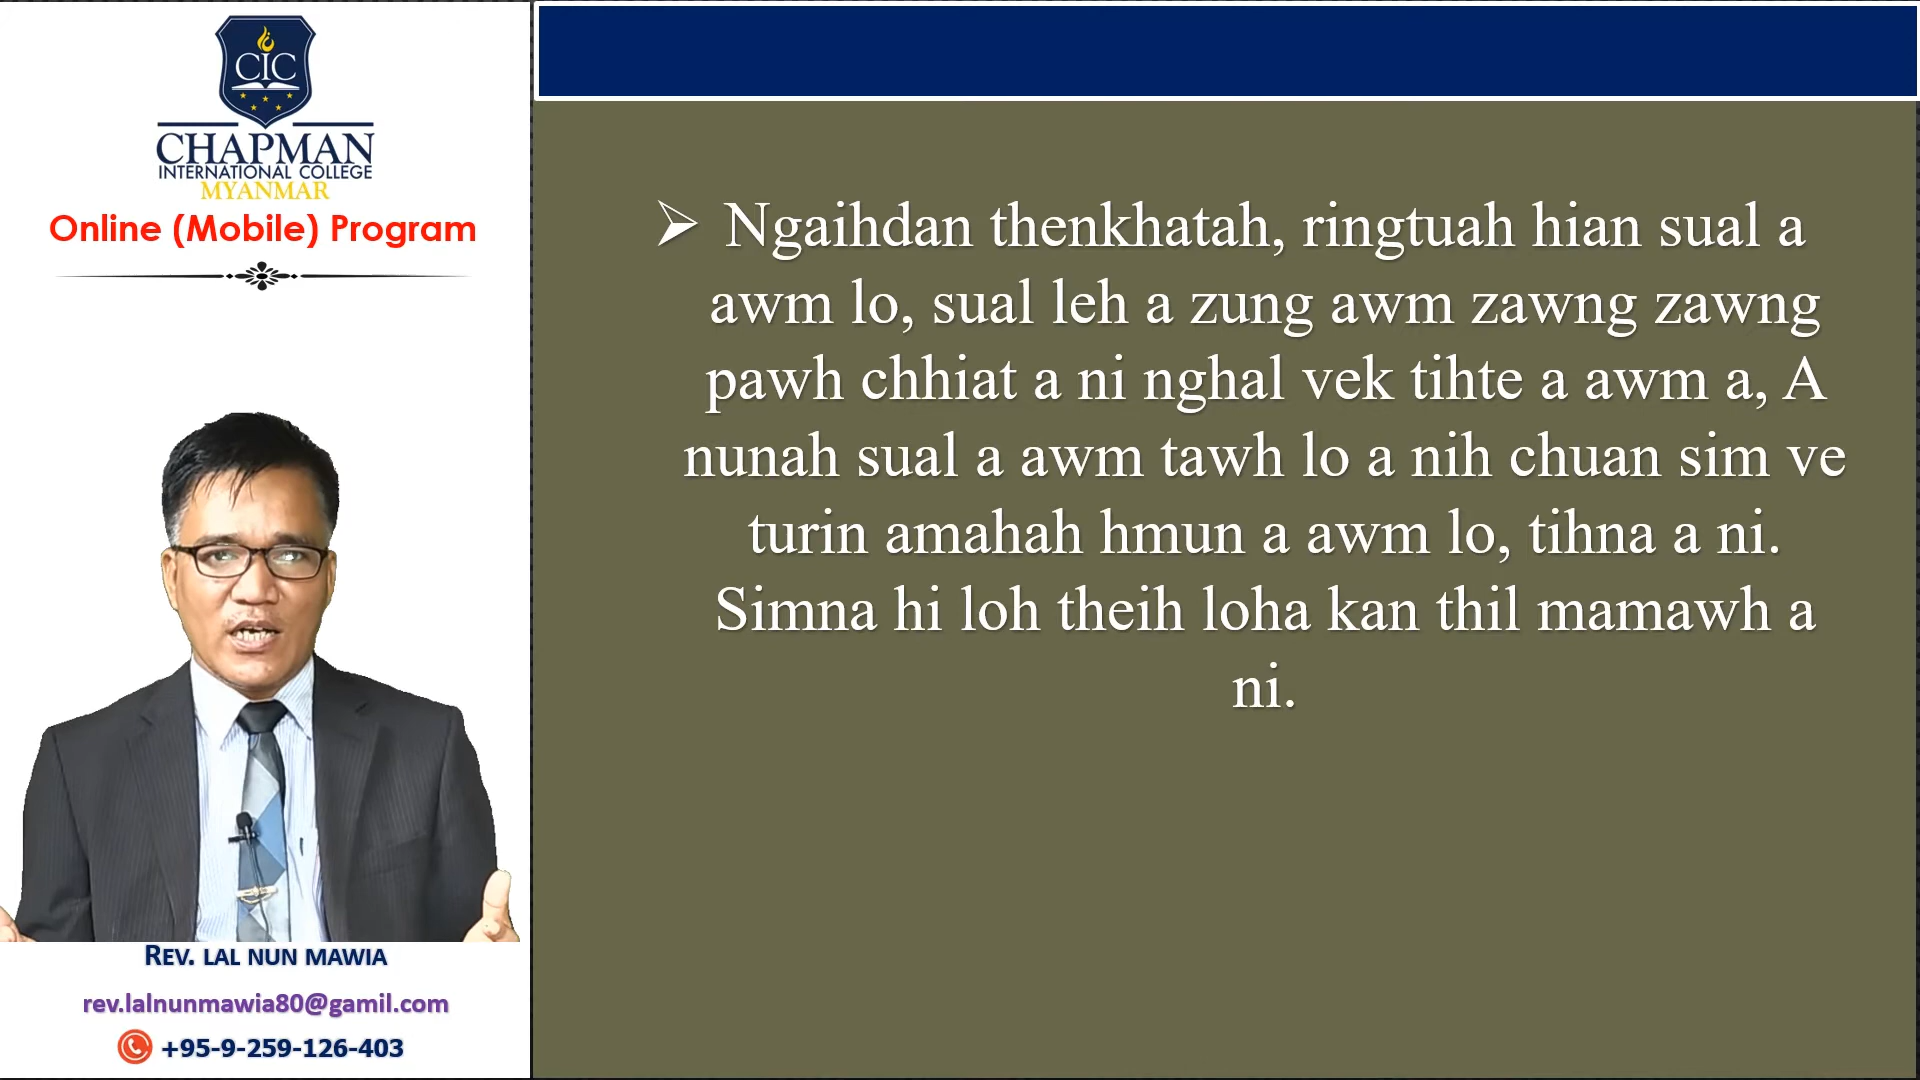 CIC
CHAPMAN
INTERNATIONAL COLLEGE
MYANMAR
Online (Mobile) Program
REV. LAL NUN MAWIA
rev.lalnunmawia80@gamil.com
+95-9-259-126-403
➢ Ngaihdan thenkhatah, ringtuah hian sual a
awm lo, sual leh a zung awm zawng zawng
pawh chhiat a ni nghal vek tihte a awm a, A
nunah sual a awm tawh lo a nih chuan sim ve
turin amahah hmun a awm lo, tihna a ni.
Simna hi loh theih loha kan thil mamawh a
ni.